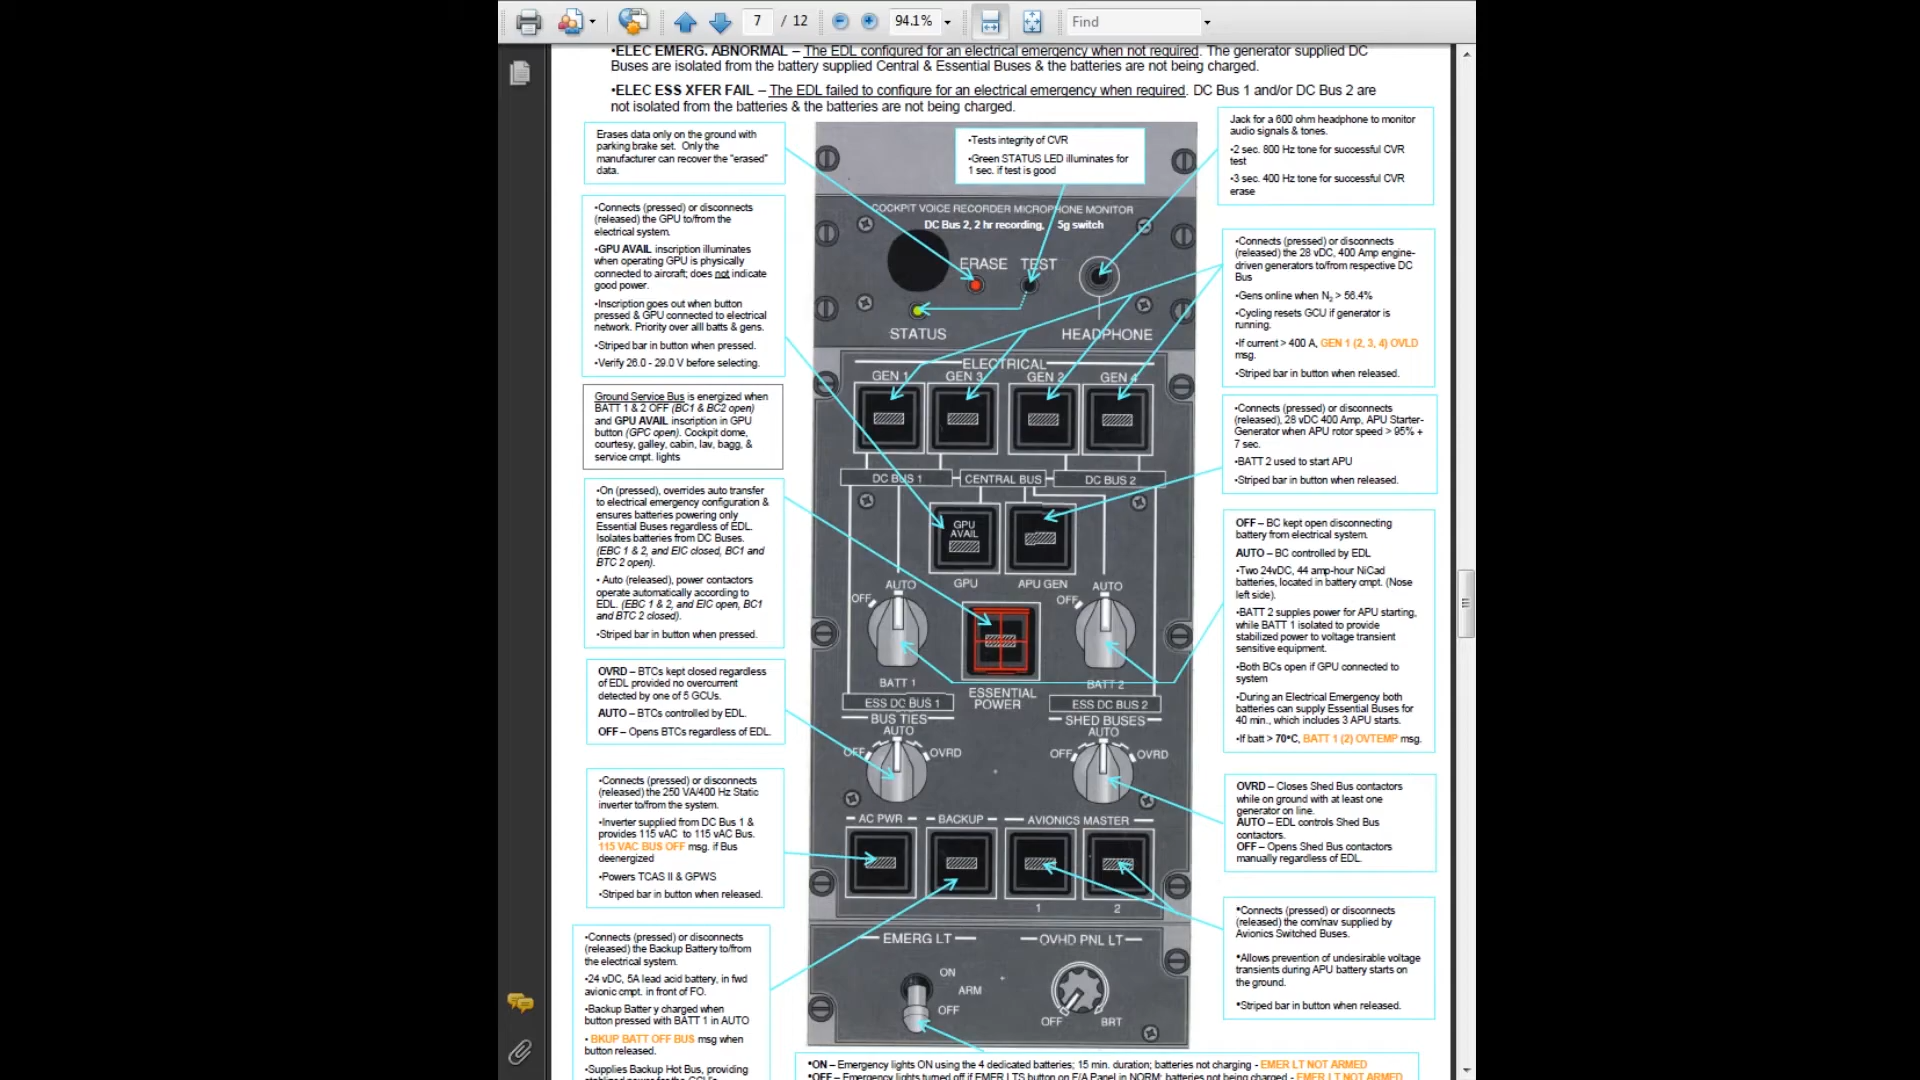 7 / 12
94.1%
Find
•ELEC EMERG. ABNORMAL – The EDL configured for an electrical emergency when not required. The generator supplied DC
Buses are isolated from the battery supplied Central & Essential Buses & the batteries are not being charged.
•ELEC ESS XFER FAIL – The EDL failed to configure for an electrical emergency when required. DC Bus 1 and/or DC Bus 2 are
not isolated from the batteries & the batteries are not being charged.
Erases data only on the ground with
parking brake set. Only the
manufacturer can recover the "erased"
data.
•Tests integrity of CVR
•Green STATUS LED illuminates for
1 sec. if test is good
Jack for a 600 ohm headphone to monitor
audio signals & tones.
•2 sec. 800 Hz tone for successful CVR
test
•3 sec. 400 Hz tone for successful CVR
erase
•Connects (pressed) or disconnects
(released) the GPU to/from the
electrical system.
•GPU AVAIL inscription illuminates
when operating GPU is physically
connected to aircraft; does not indicate
good power.
•Inscription goes out when button
pressed & GPU connected to electrical
network. Priority over alll batts & gens.
•Striped bar in button when pressed.
•Verify 26.0 - 29.0 V before selecting.
Ground Service Bus is energized when
BATT 1 & 2 OFF (BC1 & BC2 open)
and GPU AVAIL inscription in GPU
button (GPC open). Cockpit dome,
courtesy, galley, cabin, lav, bagg, &
service cmpt. lights
•On (pressed), overrides auto transfer
to electrical emergency configuration &
ensures batteries powering only
Essential Buses regardless of EDL.
Isolates batteries from DC Buses.
(EBC 1 & 2, and EIC closed, BC1 and
BTC 2 open).
• Auto (released), power contactors
operate automatically according to
EDL. (EBC 1 & 2, and EIC open, BC1
and BTC 2 closed).
•Striped bar in button when pressed.
OVRD – BTCs kept closed regardless
of EDL provided no overcurrent
detected by one of 5 GCUs.
AUTO – BTCs controlled by EDL.
OFF – Opens BTCs regardless of EDL.
•Connects (pressed) or disconnects
(released) the 250 VA/400 Hz Static
inverter to/from the system.
•Inverter supplied from DC Bus 1 &
provides 115 vAC to 115 vAC Bus.
115 VAC BUS OFF msg. if Bus
deenergized
•Powers TCAS II & GPWS
•Striped bar in button when released.
•Connects (pressed) or disconnects
(released) the Backup Battery to/from
the electrical system.
•24 vDC, 5A lead acid battery, in fwd
avionic cmpt. in front of FO.
•Backup Battery charged when
button pressed with BATT 1 in AUTO
• BKUP BATT OFF BUS msg when
button released.
•Supplies Backup Hot Bus, providing
COCKPIT VOICE RECORDER MICROPHONE MONITOR
DC Bus 2, 2 hr recording, 5g switch
ERASE TEST
STATUS
HEADPHONE
ELECTRICAL
GEN 1 GEN 3 GEN 2 GEN 4
DC BUS 1 CENTRAL BUS DC BUS 2
GPU
AVAIL
GPU APU GEN
AUTO
OFF
BATT 1
AUTO
OFF
BATT 2
ESSENTIAL
POWER
ESS DC BUS 1
ESS DC BUS 2
BUS TIES
AUTO
OFF OVRD
SHED BUSES
AUTO
OFF OVRD
AC PWR BACKUP AVIONICS MASTER
1 2
EMERG LT
ON
ARM
OFF
OVHD PNL LT
OFF BRT
•Connects (pressed) or disconnects
(released) the 28 vDC, 400 Amp engine-
driven generators to/from respective DC
Bus
•Gens online when N2 > 56.4%
•Cycling resets GCU if generator is
running.
•If current > 400 A, GEN 1 (2, 3, 4) OVLD
msg.
•Striped bar in button when released.
•Connects (pressed) or disconnects
(released), 28 vDC 400 Amp, APU Starter-
Generator when APU rotor speed > 95% +
7 sec.
•BATT 2 used to start APU
•Striped bar in button when released.
OFF – BC kept open disconnecting
battery from electrical system.
AUTO – BC controlled by EDL
•Two 24vDC, 44 amp-hour NiCad
batteries, located in battery cmpt. (Nose
left side).
•BATT 2 supplies power for APU starting,
while BATT 1 isolated to provide
stabilized power to voltage transient
sensitive equipment.
•Both BCs open if GPU connected to
system
•During an Electrical Emergency both
batteries can supply Essential Buses for
40 min., which includes 3 APU starts.
•If batt > 70°C, BATT 1 (2) OVTEMP msg.
OVRD – Closes Shed Bus contactors
while on ground with at least one
generator on line.
AUTO – EDL controls Shed Bus
contactors.
OFF – Opens Shed Bus contactors
manually regardless of EDL.
•Connects (pressed) or disconnects
(released) the com/nav supplied by
Avionics Switched Buses.
•Allows prevention of undesirable voltage
transients during APU battery starts on
the ground.
•Striped bar in button when released.
•ON – Emergency lights ON using the 4 dedicated batteries; 15 min. duration; batteries not charging - EMER LT NOT ARMED
•OFF – Emergency lights turned off if EMER LTS button on F/A Panel in NORM; batteries not being charged - EMER LT NOT ARMED